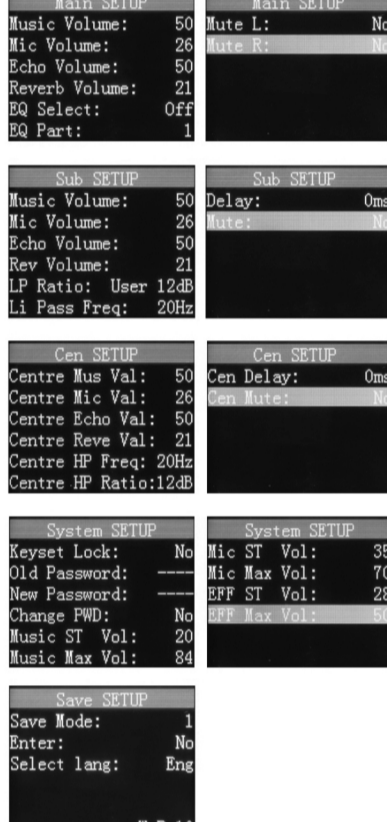 Main SETUP
Music Volume: 50
Mic Volume: 26
Echo Volume: 50
Reverb Volume: 21
EQ Select: Off
EQ Part: 1
Main SETUP
Mute L: No
Mute R: No
Sub SETUP
Music Volume: 50
Mic Volume: 26
Echo Volume: 50
Rev Volume: 21
LP Ratio: User 12dB
Li Pass Freq: 20Hz
Sub SETUP
Delay: 0ms
Mute: No
Cen SETUP
Centre Mus Val: 50
Centre Mic Val: 26
Centre Echo Val: 50
Centre Reve Val: 21
Centre HP Freq: 20Hz
Centre HP Ratio:12dB
Cen SETUP
Cen Delay: 0ms
Cen Mute: No
System SETUP
Keyset Lock: No
Old Password: ----
New Password: ----
Change PWD: No
Music ST Vol: 20
Music Max Vol: 84
System SETUP
Mic ST Vol: 35
Mic Max Vol: 70
EFF ST Vol: 28
EFF Max Vol: 50
Save SETUP
Save Mode: 1
Enter: No
Select lang: Eng